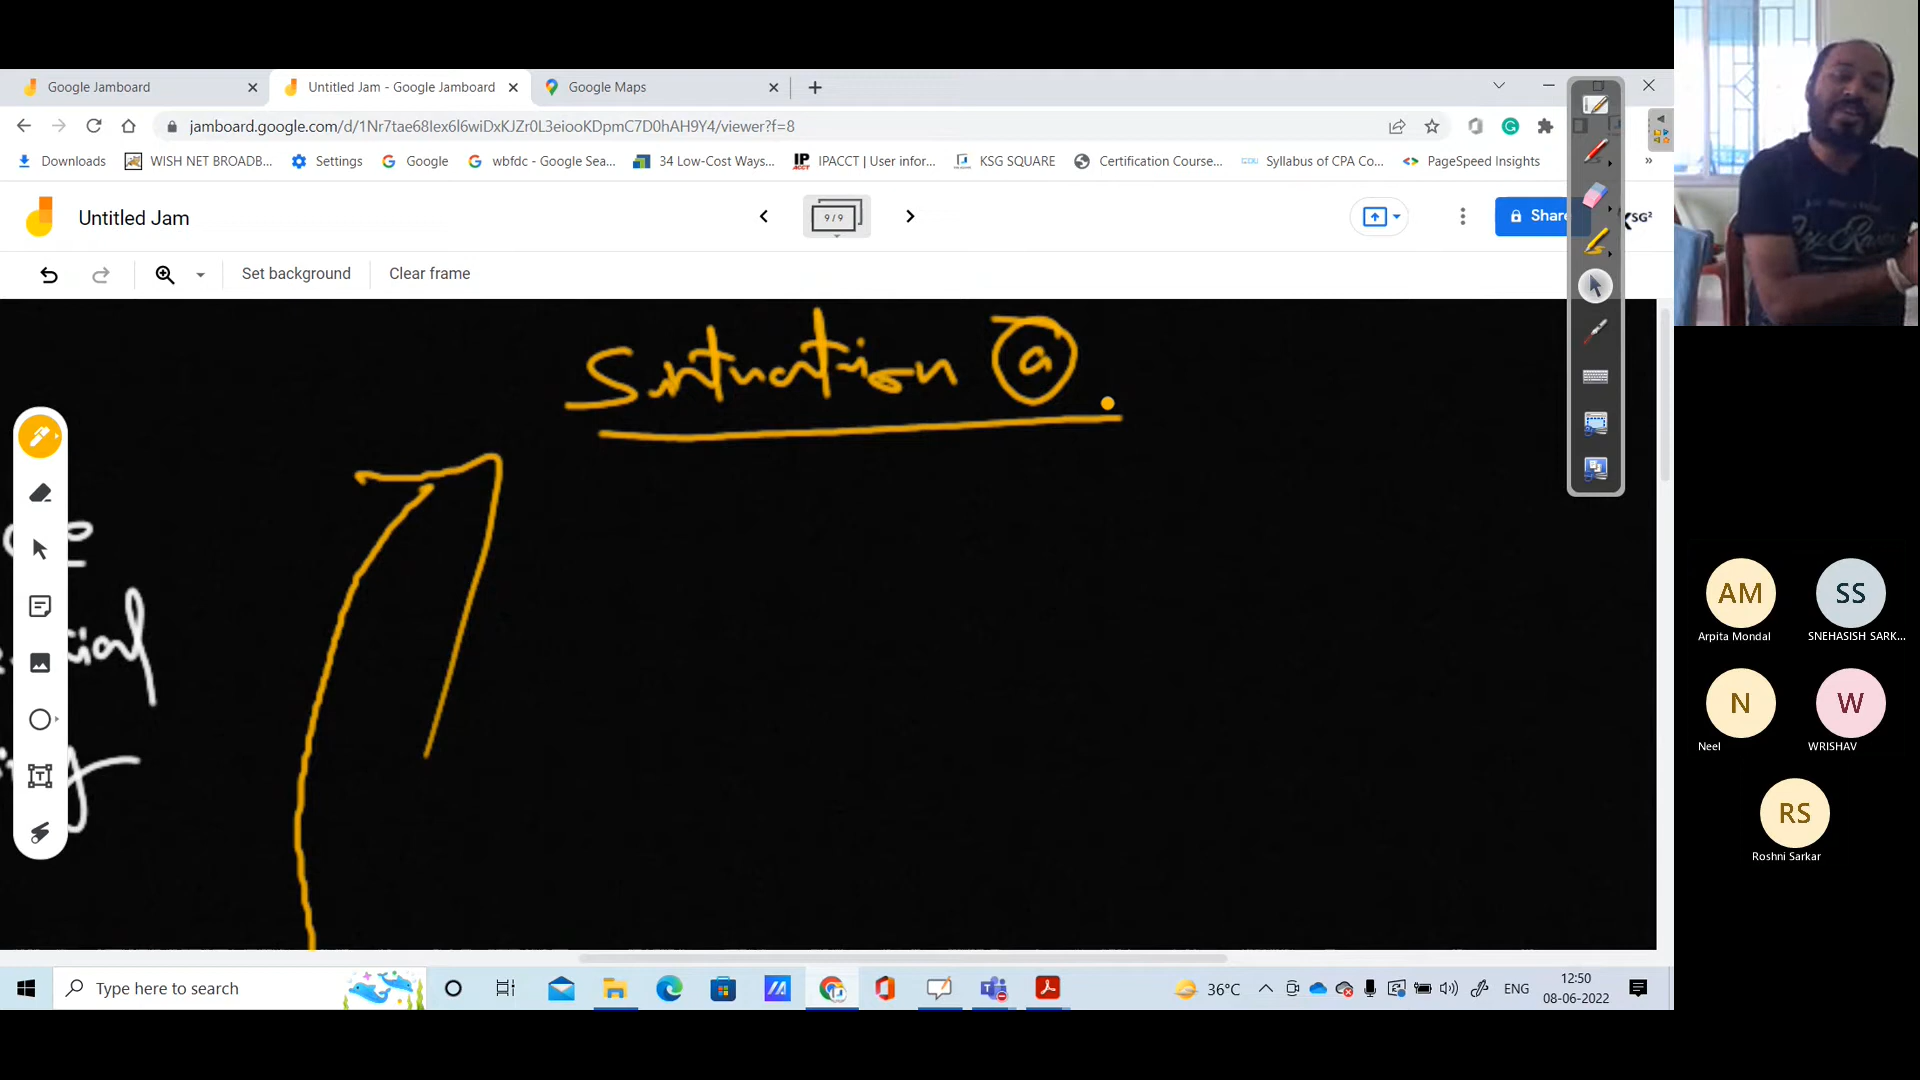 Google Jamboard
Untitled Jam - Google Jamboard
Google Maps
jamboard.google.com/d/1Nr7tae68Iex6l6wiDxKJZr0L3eiooKDpmC7D0hAH9Y4/viewer?f=8
Downloads
WISH NET BROADB...
Settings
Google
wbfdc - Google Sea...
34 Low-Cost Ways...
IPACCT | User infor...
KSG SQUARE
Certification Course...
Syllabus of CPA Co...
PageSpeed Insights
»
Untitled Jam
9 / 9
Share
KSG²
Set background
Clear frame
Situation a.
AM
Arpita Mondal
SS
SNEHASISH SARK...
N
Neel
W
WRISHAV
RS
Roshni Sarkar
Type here to search
36°C
ENG
12:50
08-06-2022